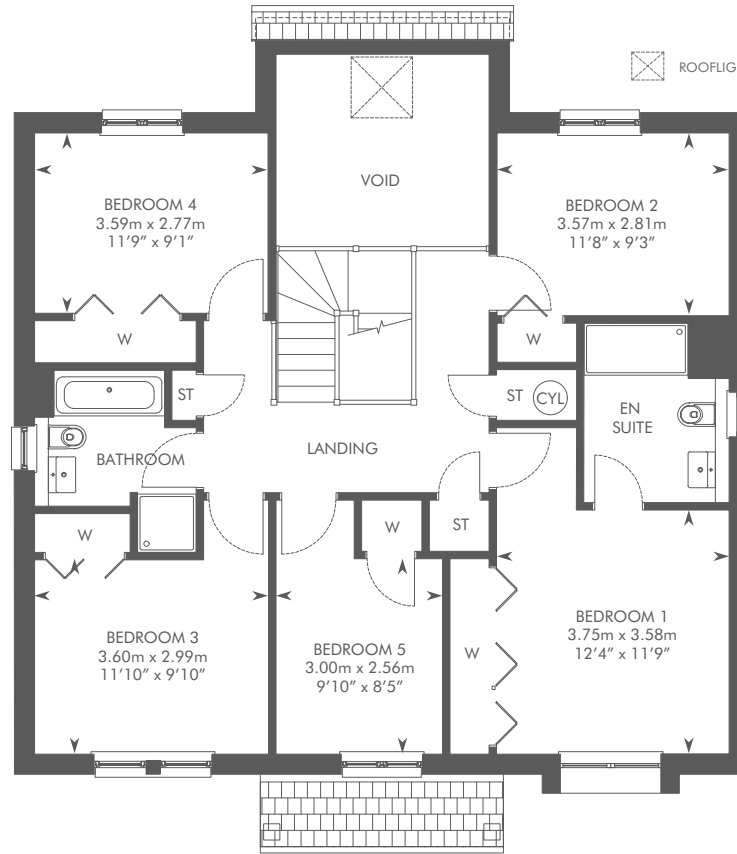 ROOFLIG
VOID
BEDROOM 4
3.59m x 2.77m
11’9” x 9’1”
BEDROOM 2
3.57m x 2.81m
11’8” x 9’3”
W
W
ST
ST
CYL
EN
SUITE
BATHROOM
LANDING
W
W
ST
BEDROOM 3
3.60m x 2.99m
11’10” x 9’10”
BEDROOM 5
3.00m x 2.56m
9’10” x 8’5”
W
BEDROOM 1
3.75m x 3.58m
12’4” x 11’9”